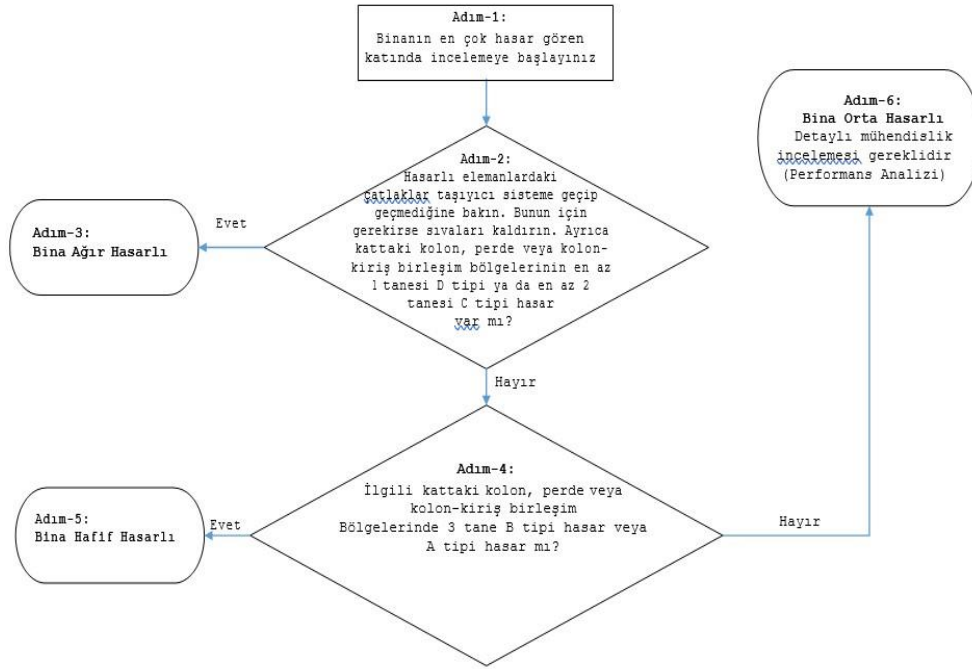 Adım-1:
Binanın en çok hasar gören
katında incelemeye başlayınız
Adım-2:
Hasarlı elemanlardaki
çatlaklar taşıyıcı sisteme geçip
geçmediğine bakın. Bunun için
gerekirse sıvaları kaldırın. Ayrıca
kattaki kolon, perde veya kolon-
kiriş birleşim bölgelerinin en az
1 tanesi D tipi ya da en az 2
tanesi C tipi hasar
var mı?
Evet
Adım-3:
Bina Ağır Hasarlı
Hayır
Adım-4:
İlgili kattaki kolon, perde veya
kolon-kiriş birleşim
Bölgelerinde 3 tane B tipi hasar veya
A tipi hasar mı?
Evet
Adım-5:
Bina Hafif Hasarlı
Hayır
Adım-6:
Bina Orta Hasarlı
Detaylı mühendislik
incelemesi gereklidir
(Performans Analizi)